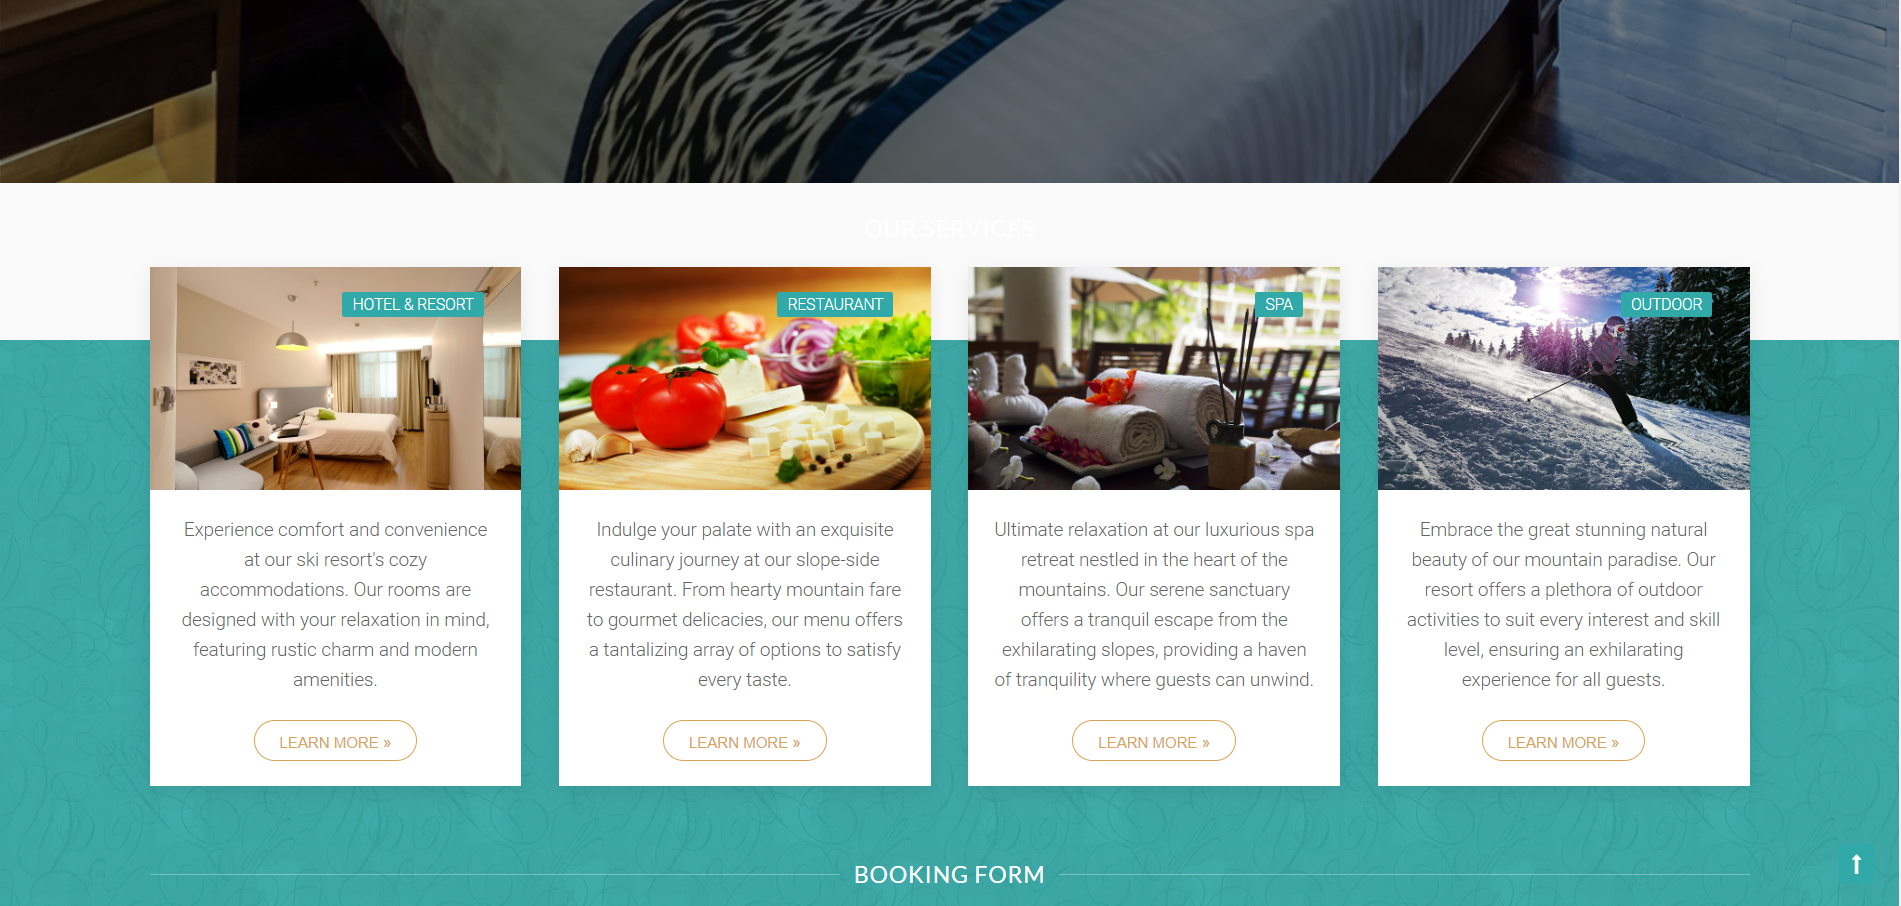 OUR SERVICES
HOTEL & RESORT
Experience comfort and convenience
at our ski resort's cozy
accommodations. Our rooms are
designed with your relaxation in mind,
featuring rustic charm and modern
amenities.
LEARN MORE »
RESTAURANT
Indulge your palate with an exquisite
culinary journey at our slope-side
restaurant. From hearty mountain fare
to gourmet delicacies, our menu offers
a tantalizing array of options to satisfy
every taste.
LEARN MORE »
SPA
Ultimate relaxation at our luxurious spa
retreat nestled in the heart of the
mountains. Our serene sanctuary
offers a tranquil escape from the
exhilarating slopes, providing a haven
of tranquility where guests can unwind.
LEARN MORE »
OUTDOOR
Embrace the great stunning natural
beauty of our mountain paradise. Our
resort offers a plethora of outdoor
activities to suit every interest and skill
level, ensuring an exhilarating
experience for all guests.
LEARN MORE »
BOOKING FORM